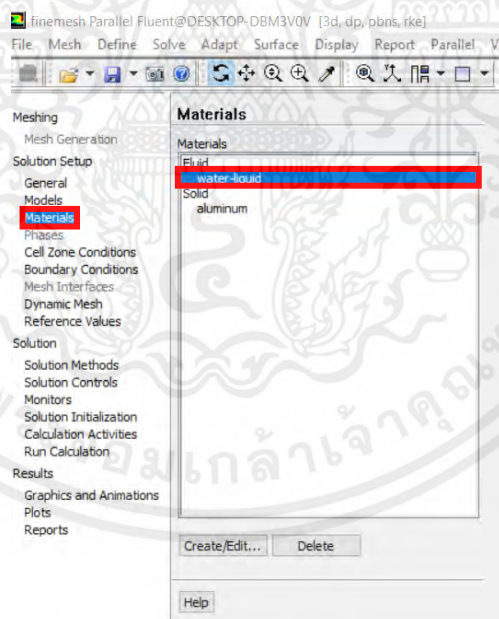 finemesh Parallel Fluent@DESKTOP-DBM3V0V [3d, dp, pbns, rke]
File Mesh Define Solve Adapt Surface Display Report Parallel
Meshing
Mesh Generation
Solution Setup
General
Models
Materials
Phases
Cell Zone Conditions
Boundary Conditions
Mesh Interfaces
Dynamic Mesh
Reference Values
Solution
Solution Methods
Solution Controls
Monitors
Solution Initialization
Calculation Activities
Run Calculation
Results
Graphics and Animations
Plots
Reports
Materials
Materials
Fluid
water-liquid
Solid
aluminum
Create/Edit... Delete
Help